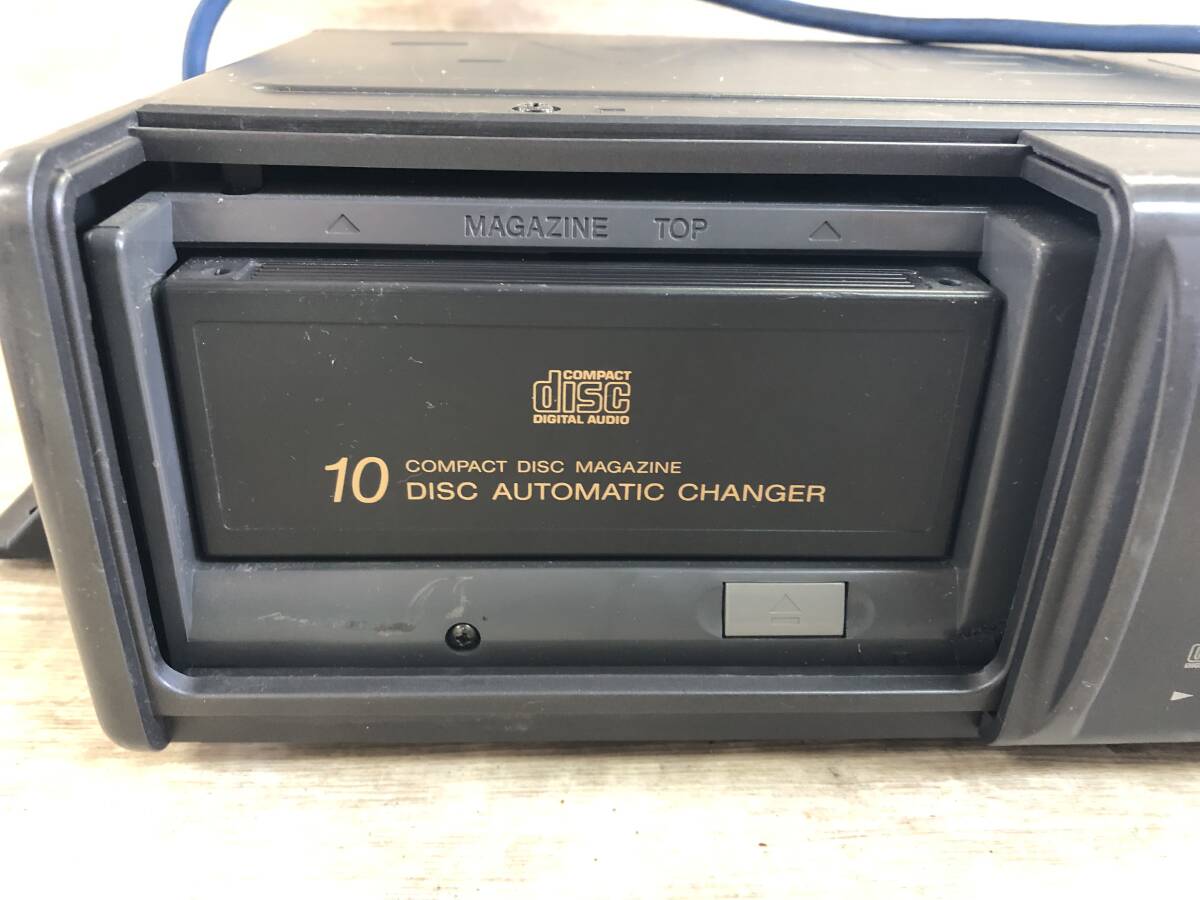 MAGAZINE TOP
COMPACT
disc
DIGITAL AUDIO
10 COMPACT DISC MAGAZINE
DISC AUTOMATIC CHANGER